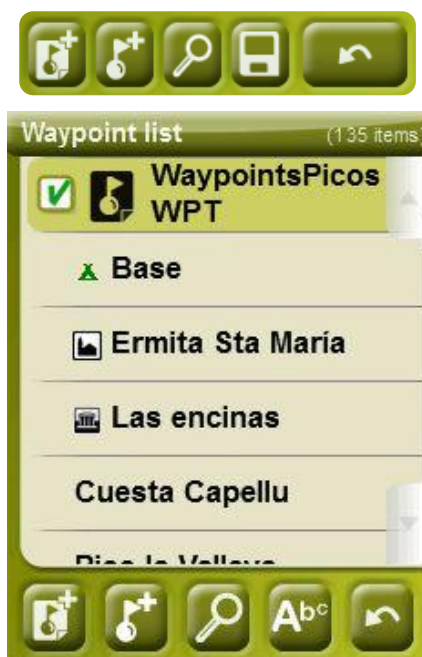 Waypoint list (135 items)
WaypointsPicos
WPT
Base
Ermita Sta María
Las encinas
Cuesta Capellu
Abc